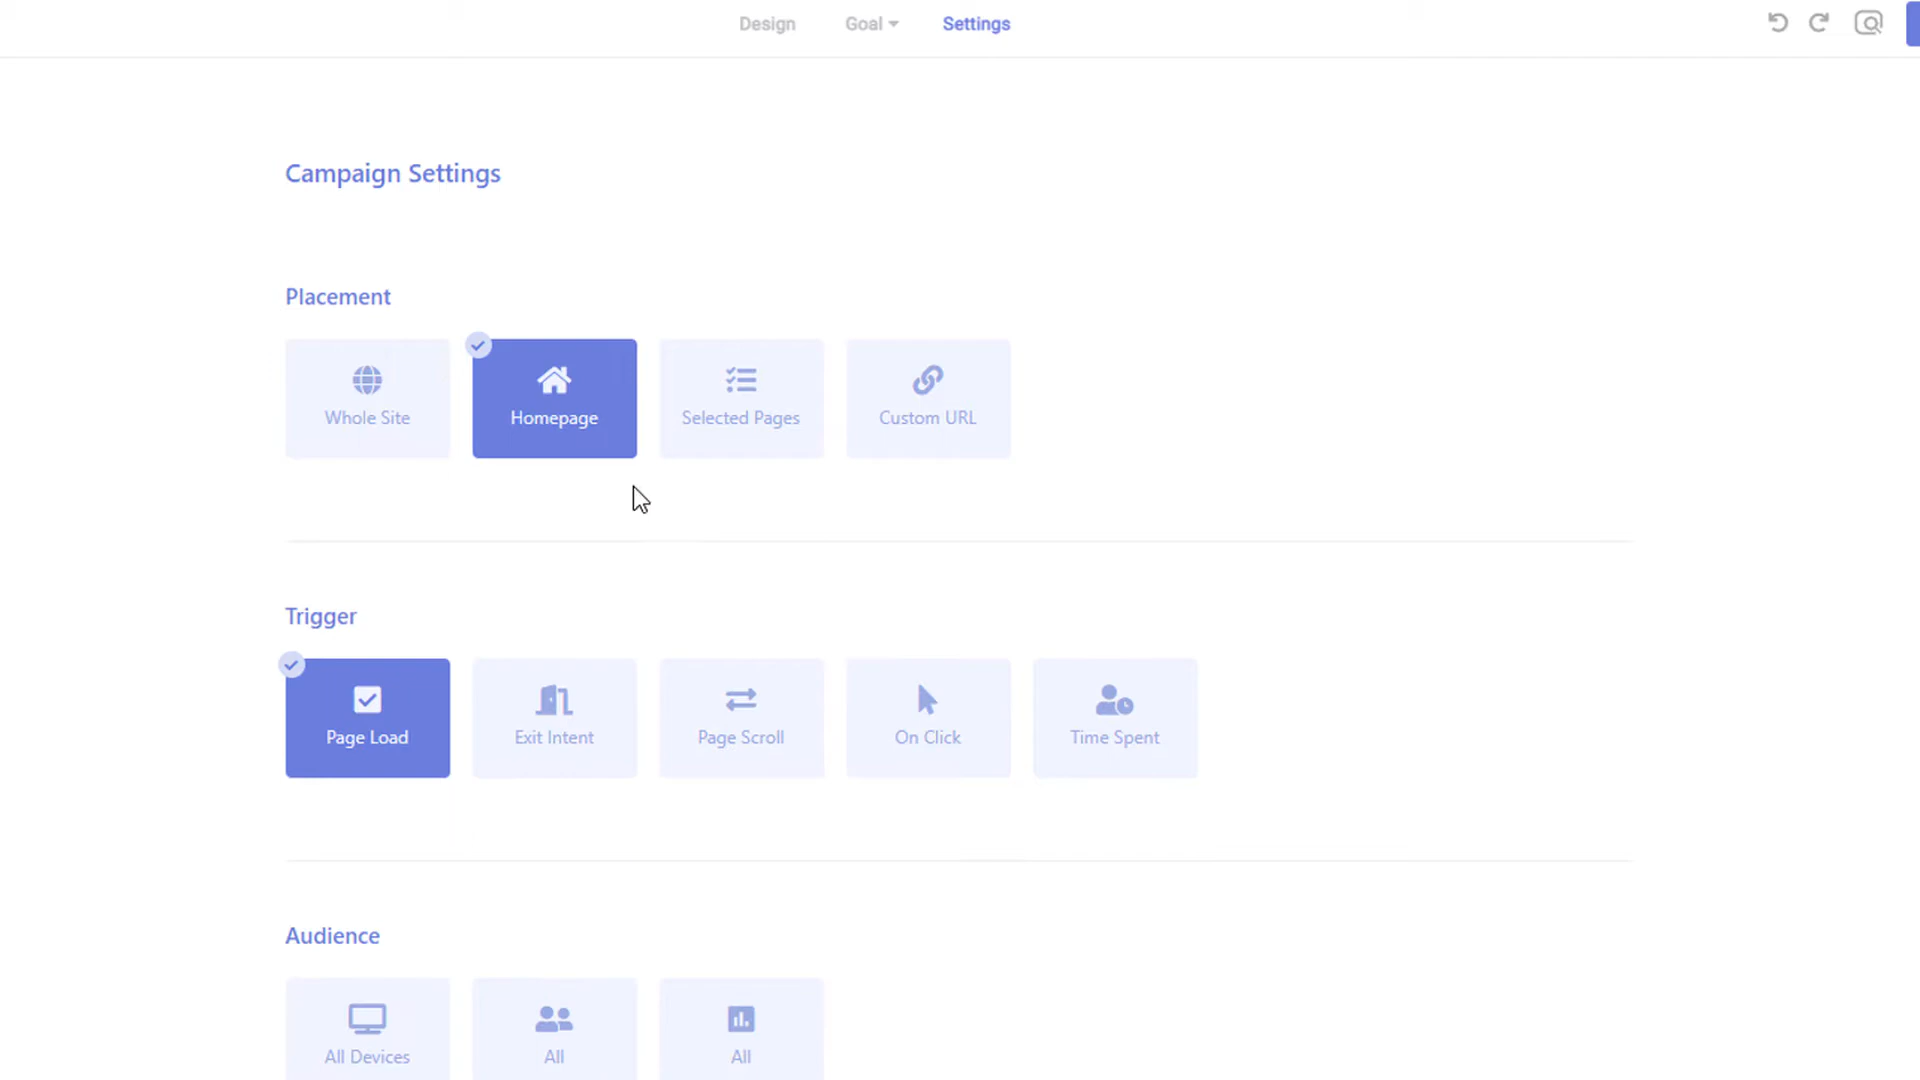 Design Goal Settings
Campaign Settings
Placement
Whole Site Homepage Selected Pages Custom URL
Trigger
Page Load Exit Intent Page Scroll On Click Time Spent
Audience
All Devices All All